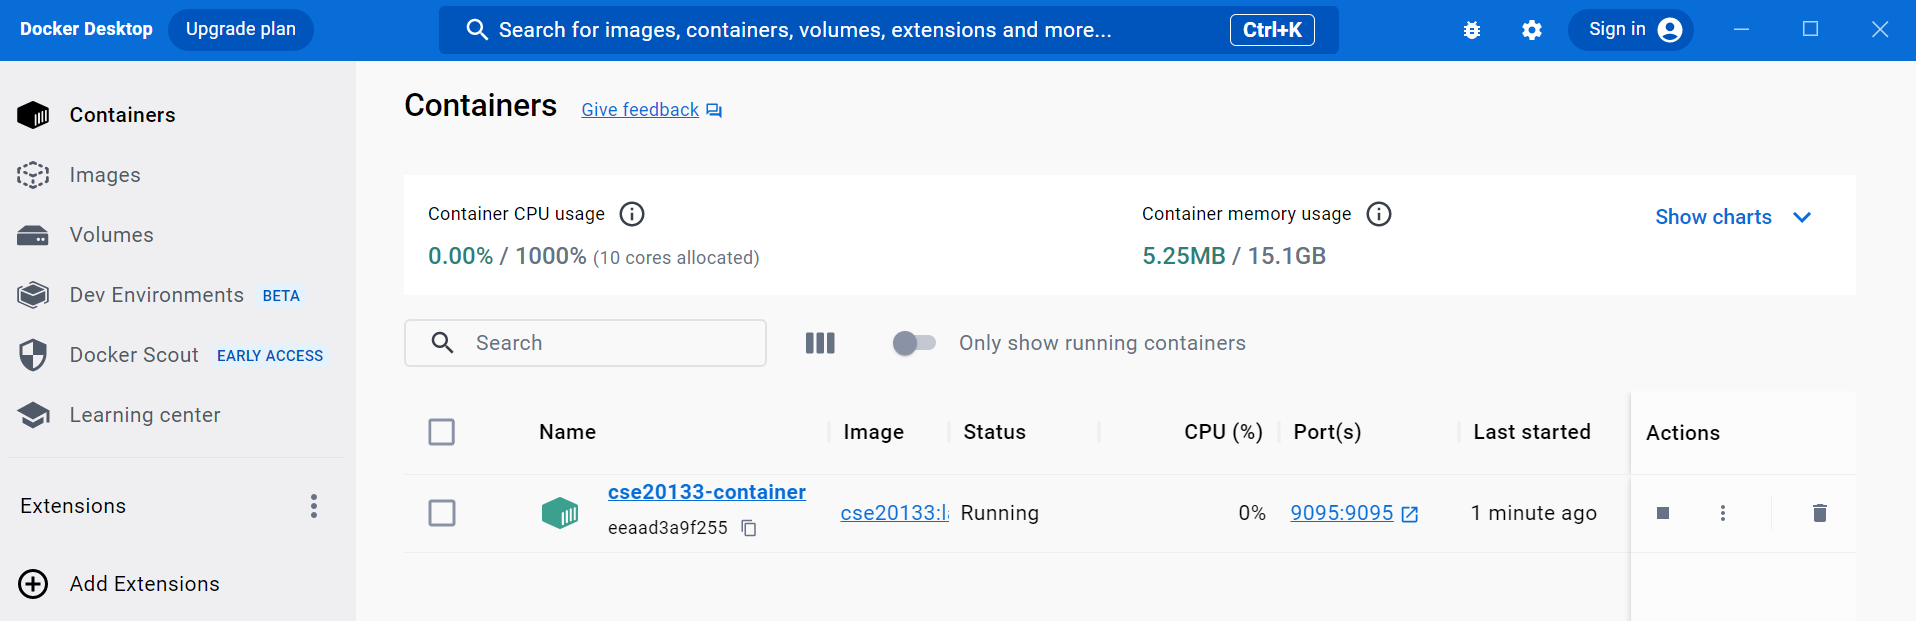 Docker Desktop Upgrade plan Search for images, containers, volumes, extensions and more... Ctrl+K Sign in
Containers
Images
Volumes
Dev Environments BETA
Docker Scout EARLY ACCESS
Learning center
Extensions
Add Extensions
Containers Give feedback
Container CPU usage
0.00% / 1000% (10 cores allocated)
Container memory usage
5.25MB / 15.1GB
Show charts
Search
Only show running containers
Name Image Status CPU (%) Port(s) Last started Actions
cse20133-container
eeaad3a9f255
cse20133:l Running 0% 9095:9095 1 minute ago